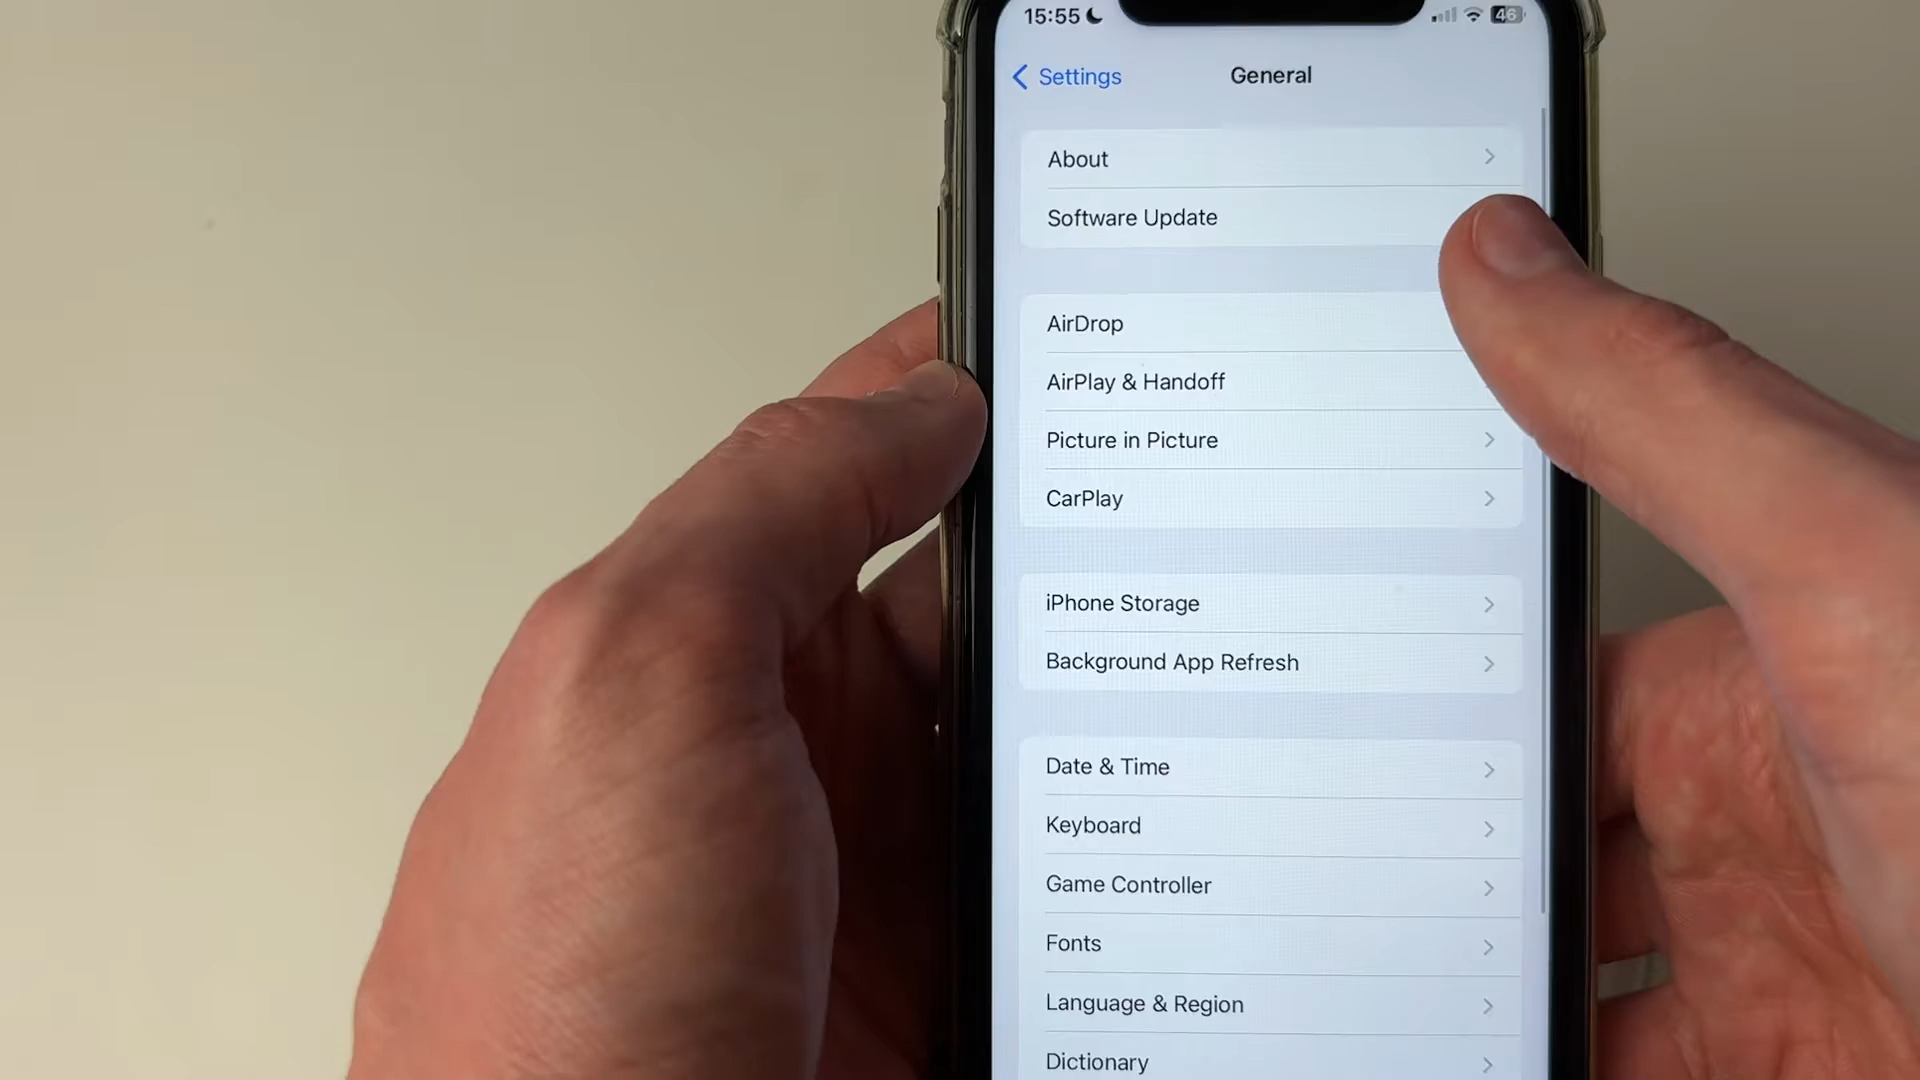 15:55
46
Settings
General
About
Software Update
AirDrop
AirPlay & Handoff
Picture in Picture
CarPlay
iPhone Storage
Background App Refresh
Date & Time
Keyboard
Game Controller
Fonts
Language & Region
Dictionary